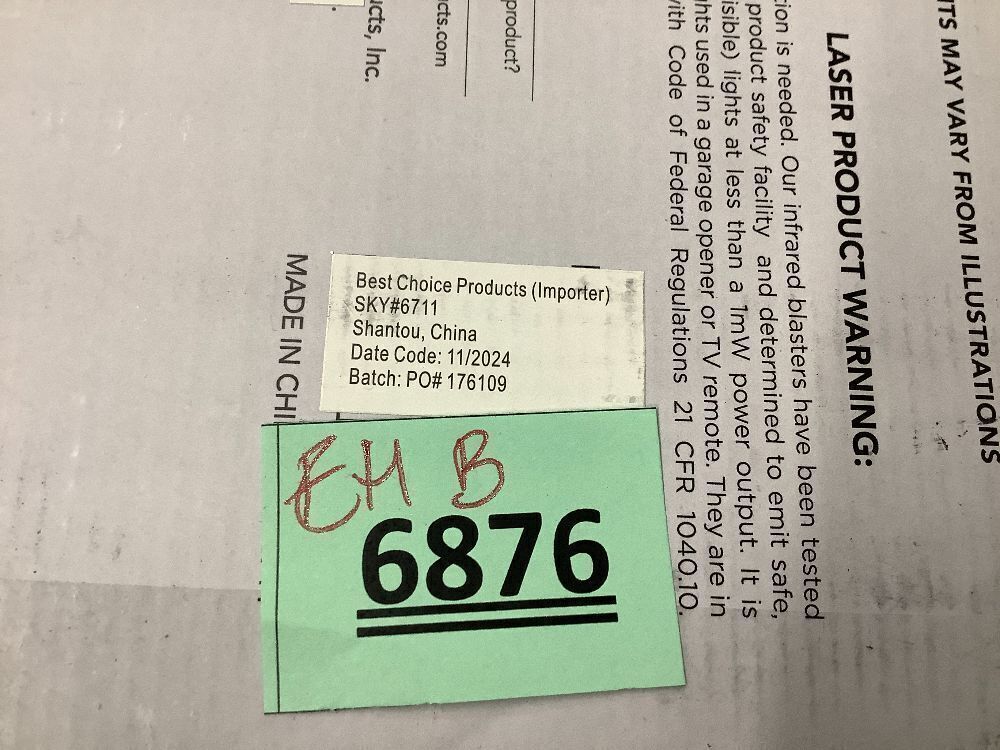 Best Choice Products (Importer)
SKY#6711
Shantou, China
Date Code: 11/2024
Batch: PO# 176109
EH B
6876
MADE IN CHI
ucts, Inc.
cts.com
product?
ITS MAY VARY FROM ILLUSTRATIONS
LASER PRODUCT WARNING:
ion is needed. Our infrared blasters have been tested
product safety facility and determined to emit safe,
isible) lights at less than a 1mW power output. It is
hts used in a garage opener or TV remote. They are in
with Code of Federal Regulations 21 CFR 1040.10.